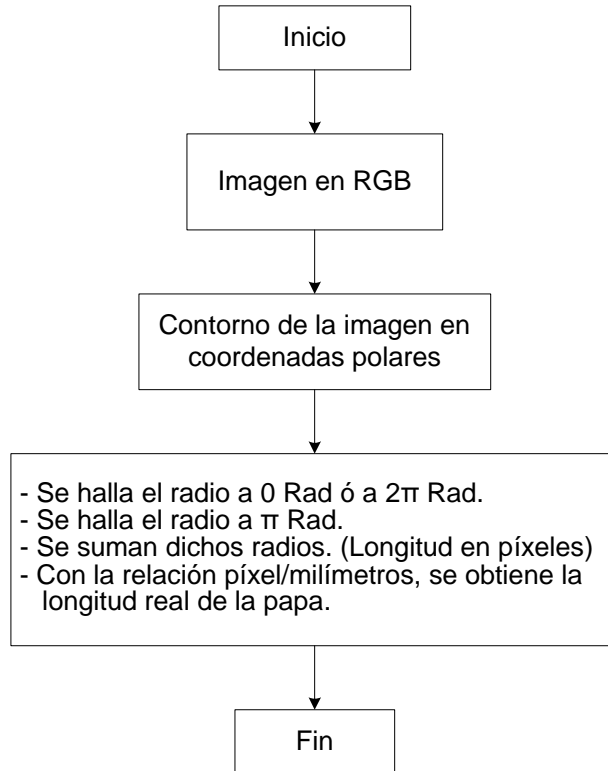 Inicio
Imagen en RGB
Contorno de la imagen en
coordenadas polares
- Se halla el radio a 0 Rad ó a 2π Rad.
- Se halla el radio a π Rad.
- Se suman dichos radios. (Longitud en píxeles)
- Con la relación píxel/milímetros, se obtiene la
longitud real de la papa.
Fin